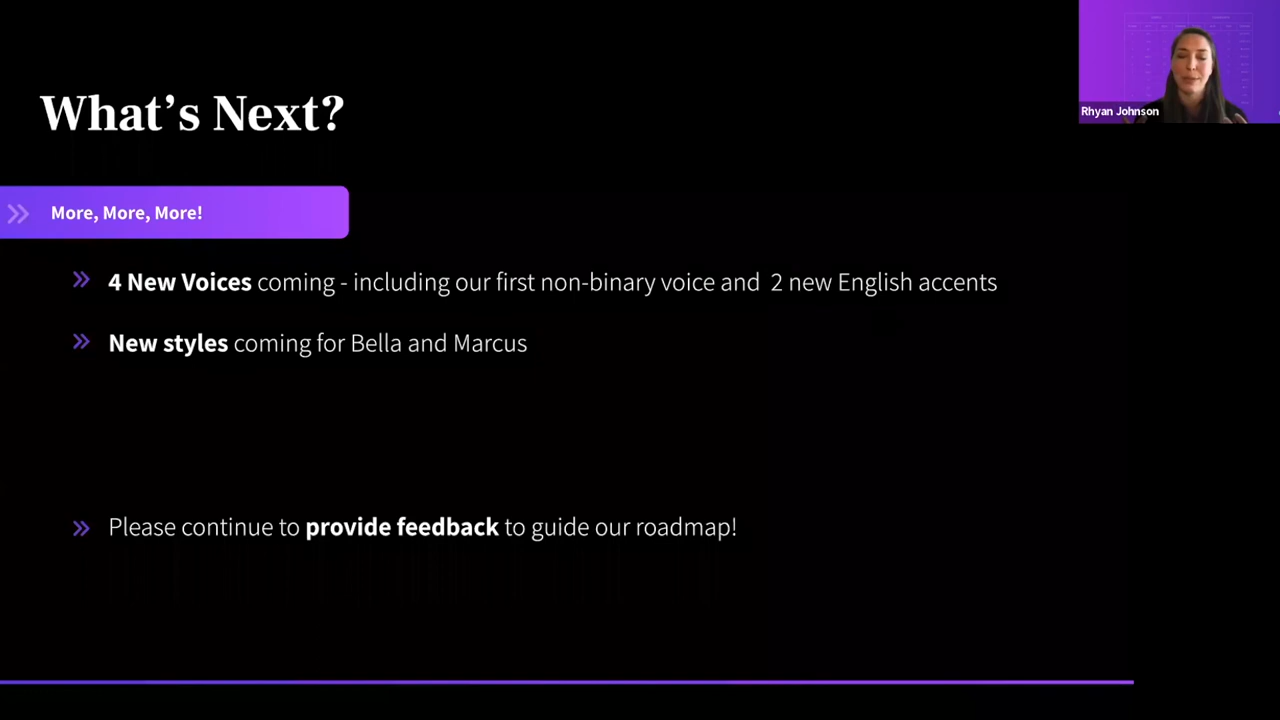 Rhyan Johnson
What's Next?
More, More, More!
4 New Voices coming - including our first non-binary voice and 2 new English accents
New styles coming for Bella and Marcus
Please continue to provide feedback to guide our roadmap!